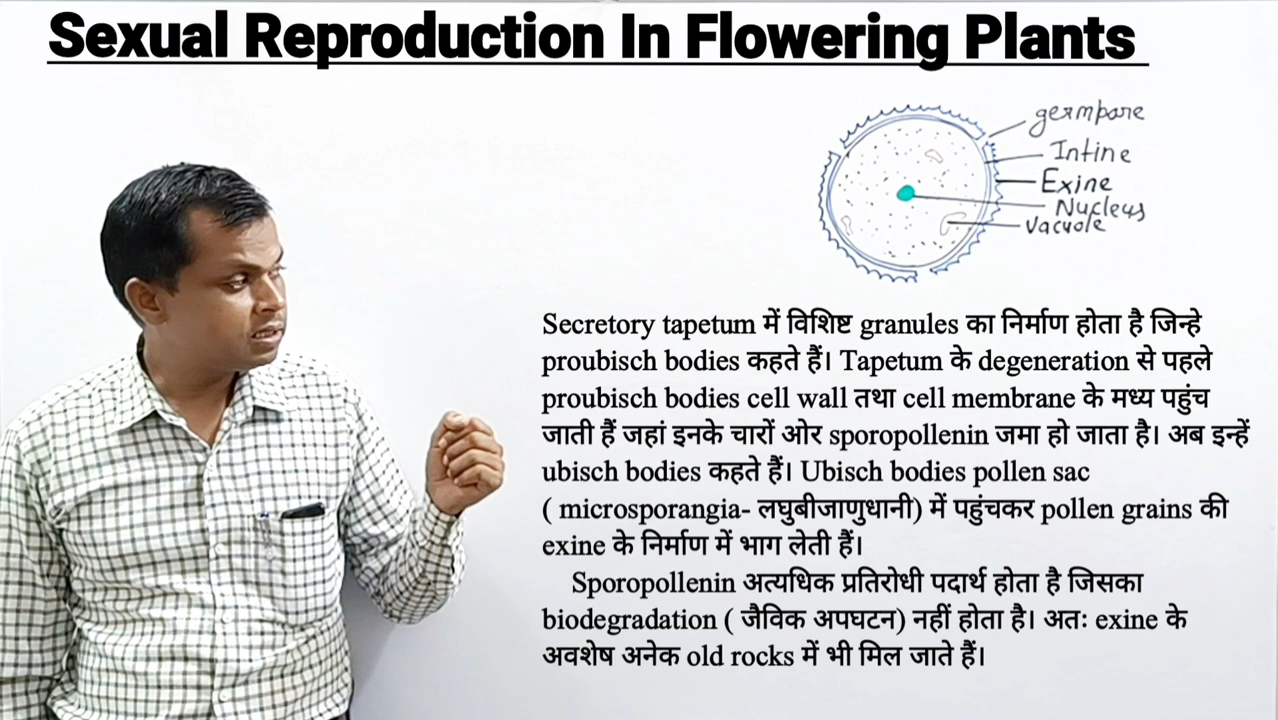 Sexual Reproduction In Flowering Plants
germpore
Intine
Exine
Nucleus
Vacuole
Secretory tapetum में विशिष्ट granules का निर्माण होता है जिन्हे
proubisch bodies कहते हैं। Tapetum के degeneration से पहले
proubisch bodies cell wall तथा cell membrane के मध्य पहुंच
जाती हैं जहां इनके चारों ओर sporopollenin जमा हो जाता है। अब इन्हें
ubisch bodies कहते हैं। Ubisch bodies pollen sac
( microsporangia- लघुबीजाणुधानी) में पहुंचकर pollen grains की
exine के निर्माण में भाग लेती हैं।
Sporopollenin अत्यधिक प्रतिरोधी पदार्थ होता है जिसका
biodegradation ( जैविक अपघटन) नहीं होता है। अतः exine के
अवशेष अनेक old rocks में भी मिल जाते हैं।